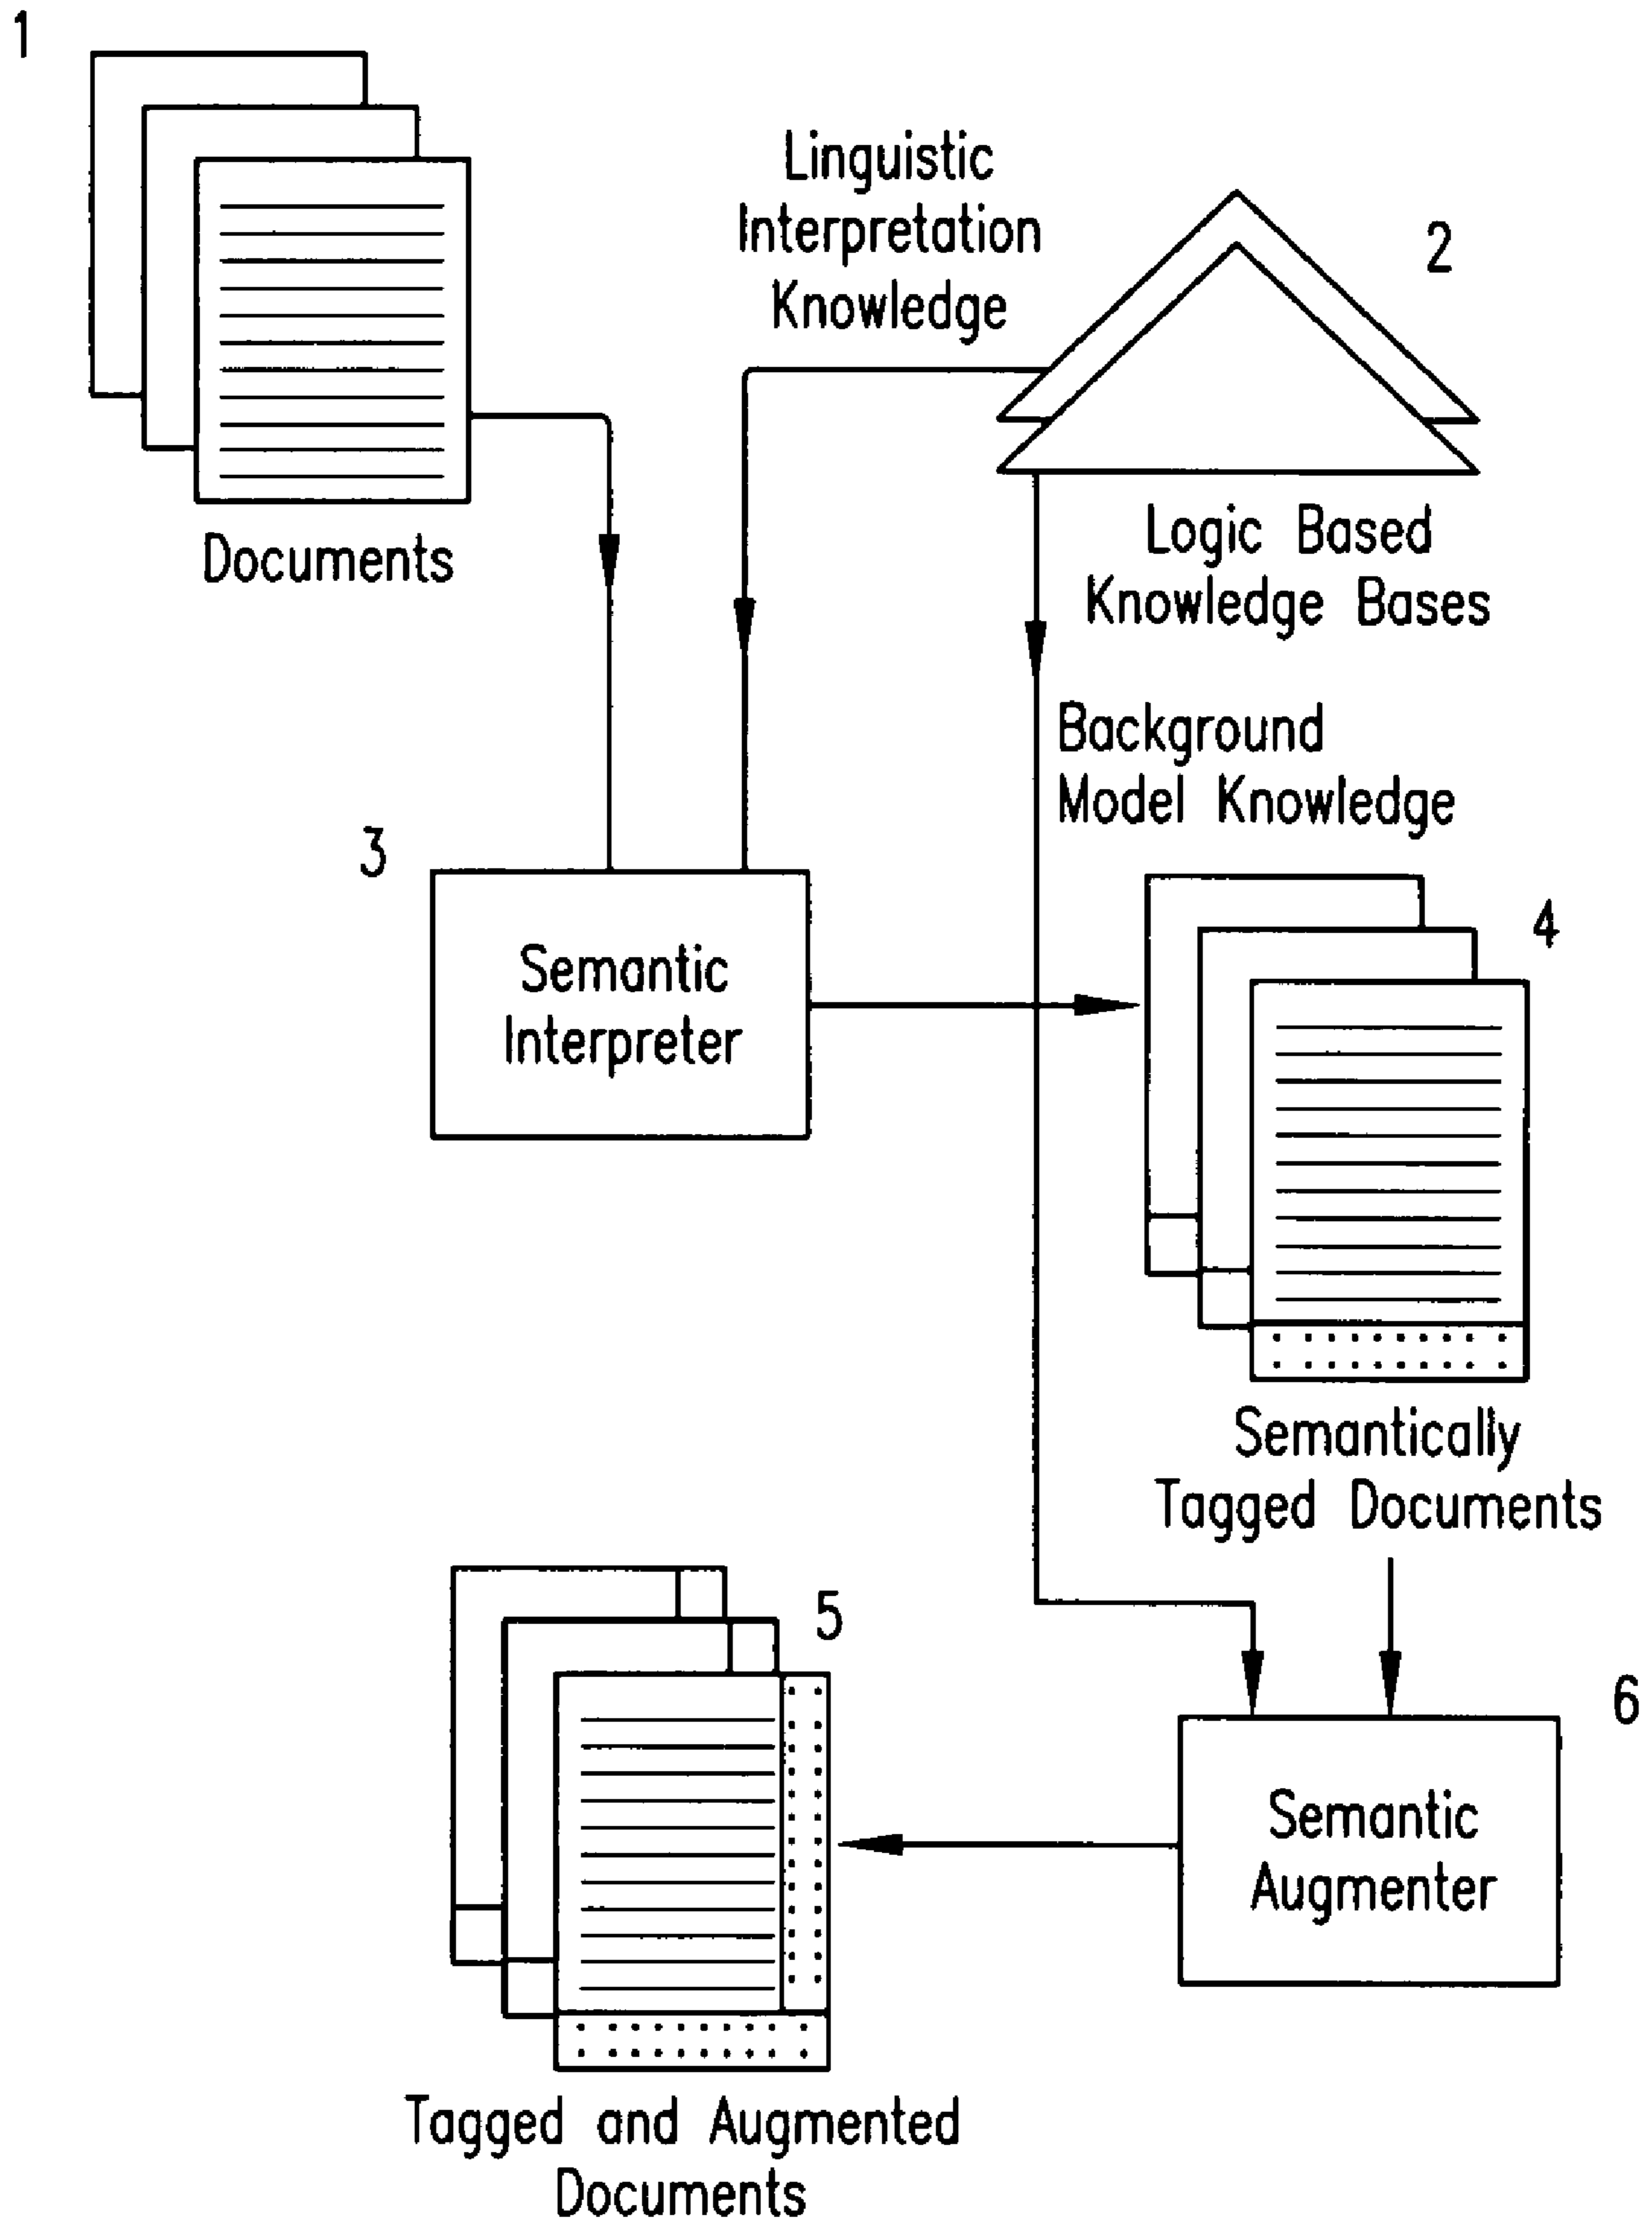 1
Linguistic
Interpretation
Knowledge
2
Documents
Logic Based
Knowledge Bases
Background
Model Knowledge
3
Semantic
Interpreter
4
Semantically
Tagged Documents
5
6
Semantic
Augmenter
Tagged and Augmented
Documents